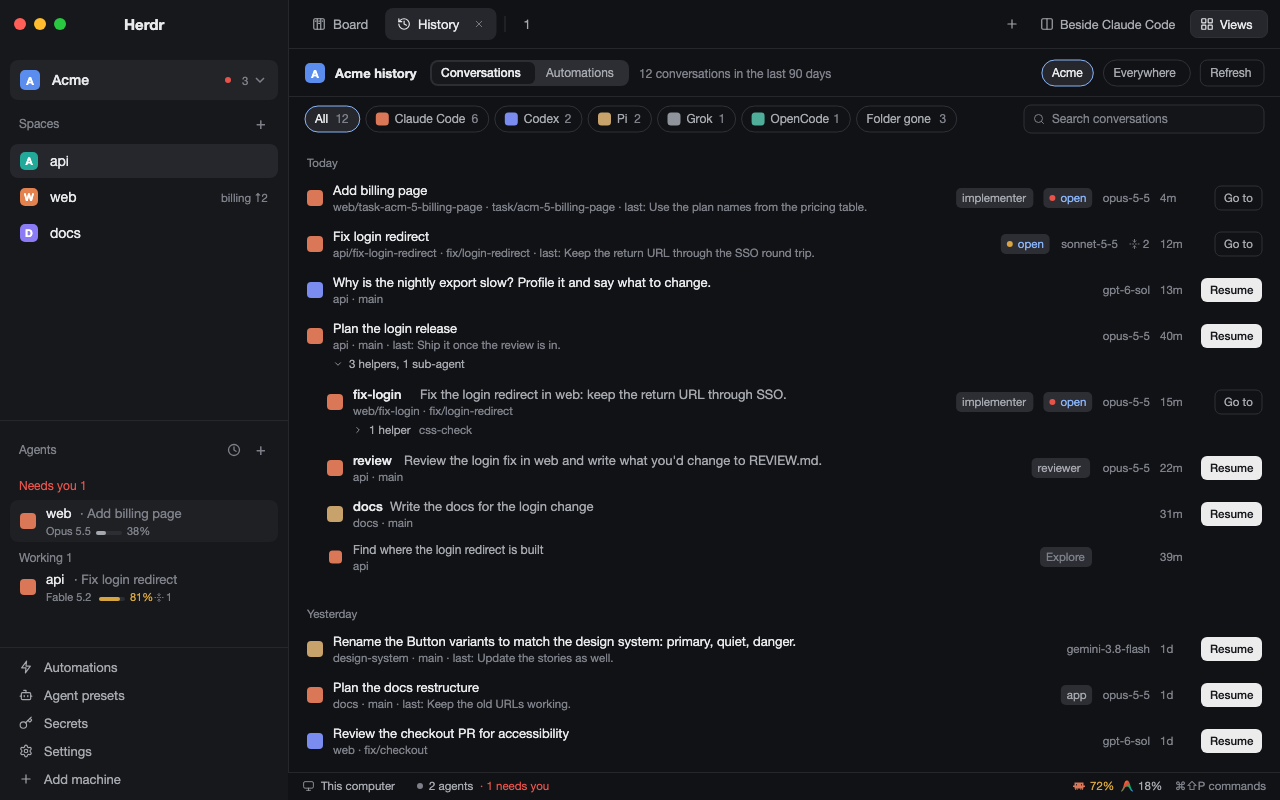 Herdr
Board
History ×
1
+
Beside Claude Code
Views
A Acme 3
Spaces +
A api
W web billing ↑2
D docs
Acme history
Conversations Automations
12 conversations in the last 90 days
Acme Everywhere Refresh
All 12
Claude Code 6
Codex 2
Pi 2
Grok 1
OpenCode 1
Folder gone 3
Search conversations
Today
Add billing page
web/task-acm-5-billing-page · task/acm-5-billing-page · last: Use the plan names from the pricing table.
implementer open opus-5-5 4m Go to
Fix login redirect
api/fix-login-redirect · fix/login-redirect · last: Keep the return URL through the SSO round trip.
open sonnet-5-5 2 12m Go to
Why is the nightly export slow? Profile it and say what to change.
api · main
gpt-6-sol 13m Resume
Plan the login release
api · main · last: Ship it once the review is in.
opus-5-5 40m Resume
3 helpers, 1 sub-agent
fix-login Fix the login redirect in web: keep the return URL through SSO.
web/fix-login · fix/login-redirect
implementer open opus-5-5 15m Go to
1 helper css-check
review Review the login fix in web and write what you'd change to REVIEW.md.
api · main
reviewer opus-5-5 22m Resume
docs Write the docs for the login change
docs · main
31m Resume
Find where the login redirect is built
api
Explore 39m
Yesterday
Rename the Button variants to match the design system: primary, quiet, danger.
design-system · main · last: Update the stories as well.
gemini-3.8-flash 1d Resume
Plan the docs restructure
docs · main · last: Keep the old URLs working.
app opus-5-5 1d Resume
Review the checkout PR for accessibility
web · fix/checkout
gpt-6-sol 1d Resume
Agents +
Needs you 1
web · Add billing page
Opus 5.5 38%
Working 1
api · Fix login redirect
Fable 5.2 81% 1
Automations
Agent presets
Secrets
Settings
+ Add machine
This computer
2 agents · 1 needs you
72% 18%
⌘⇧P commands